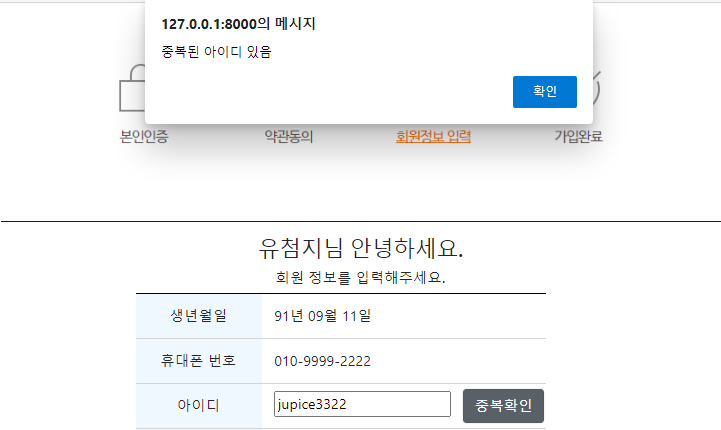 127.0.0.1:8000의 메시지
중복된 아이디 있음
확인
본인인증 약관동의 회원정보 입력 가입완료
유첨지님 안녕하세요.
회원 정보를 입력해주세요.
생년월일 91년 09월 11일
휴대폰 번호 010-9999-2222
아이디 jupice3322 중복확인